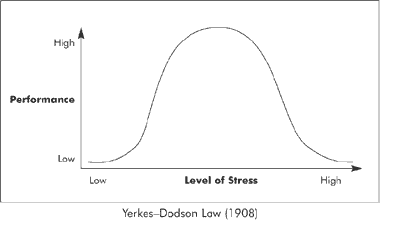 High
Performance
Low
Low Level of Stress High
Yerkes–Dodson Law (1908)